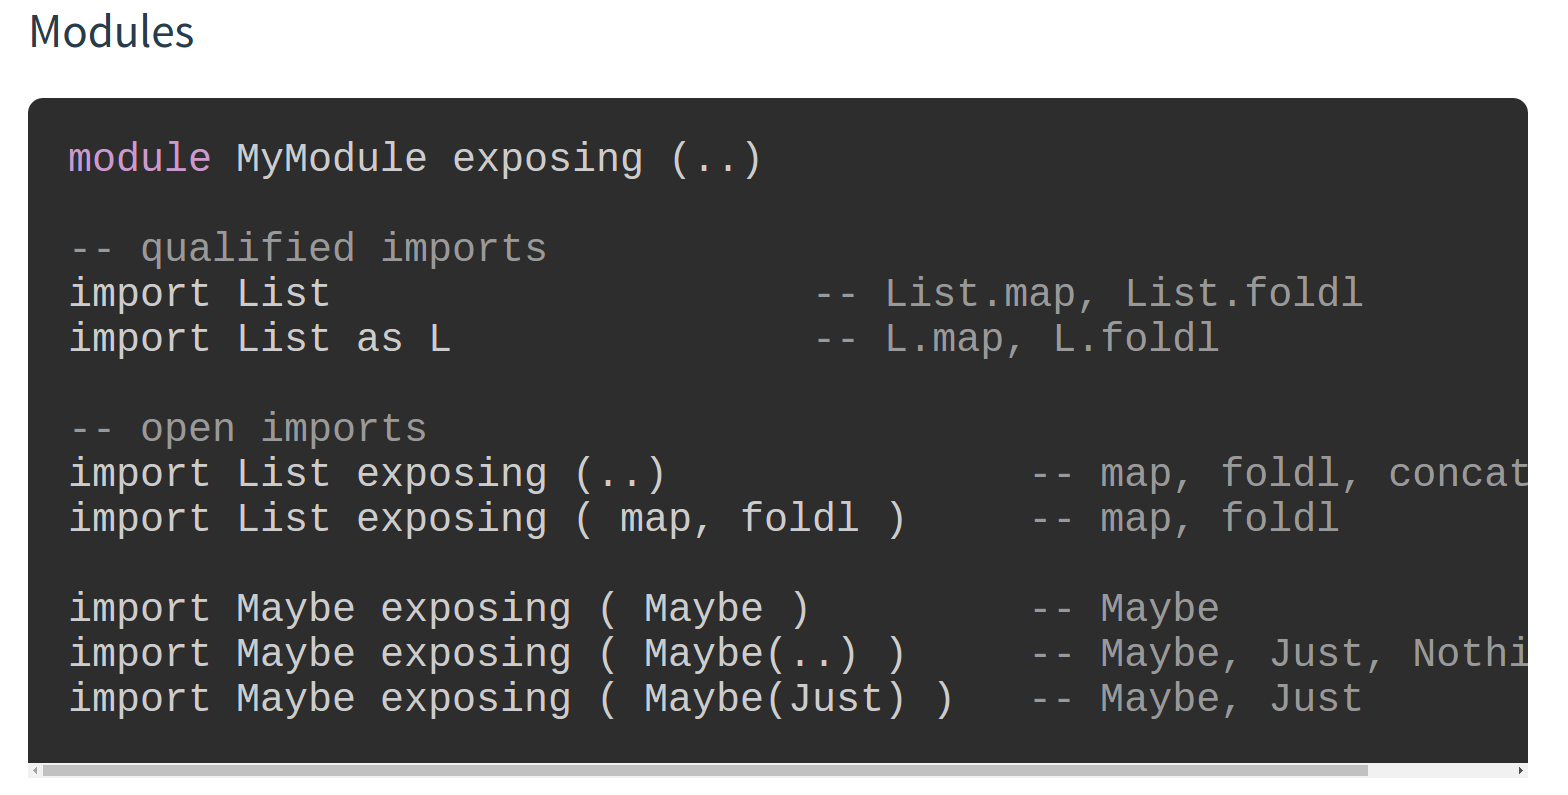 Modules
module MyModule exposing (..)
-- qualified imports
import List                    -- List.map, List.foldl
import List as L               -- L.map, L.foldl
-- open imports
import List exposing (..)               -- map, foldl, concat
import List exposing ( map, foldl )     -- map, foldl
import Maybe exposing ( Maybe )         -- Maybe
import Maybe exposing ( Maybe(..) )     -- Maybe, Just, Nothi
import Maybe exposing ( Maybe(Just) )   -- Maybe, Just